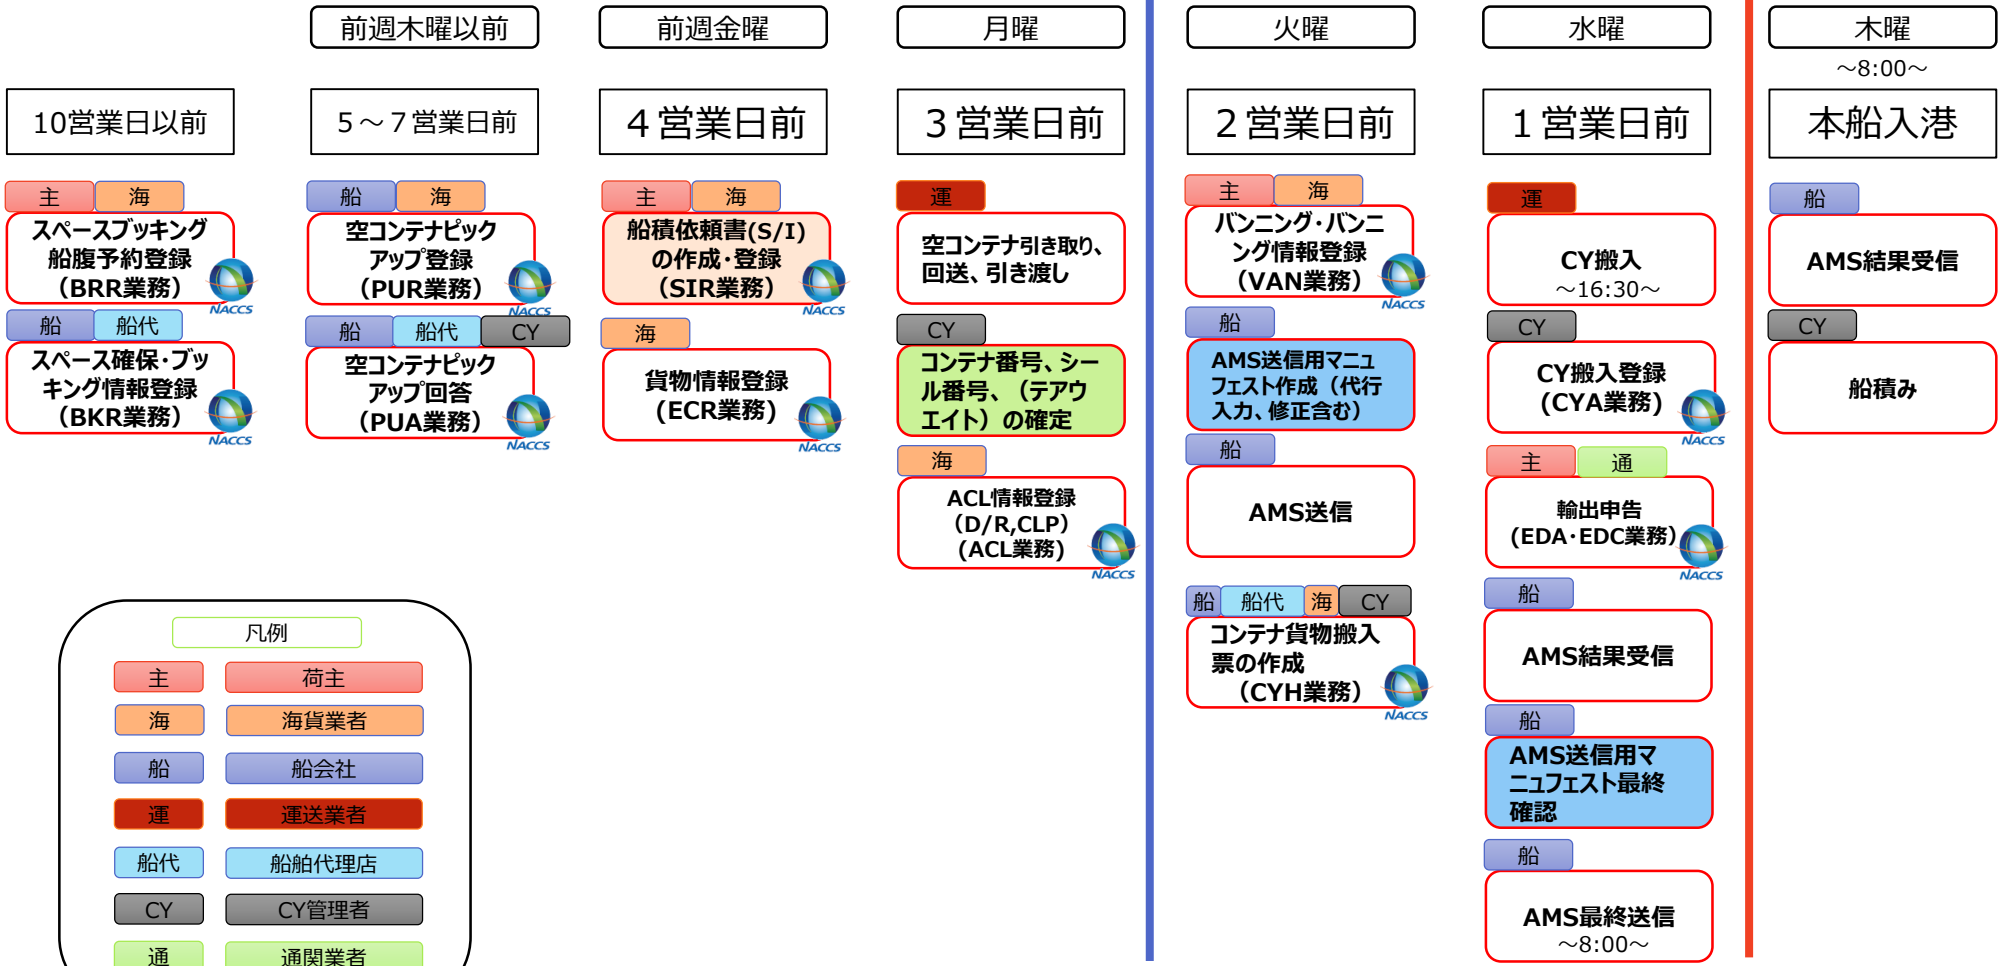 前週木曜以前
前週金曜
月曜
火曜
水曜
木曜
～8:00～
10営業日以前
5～7営業日前
4営業日前
3営業日前
2営業日前
1営業日前
本船入港
主 海
スペースブッキング
船腹予約登録
（BRR業務）
NACCS
船 船代
スペース確保・ブッ
キング情報登録
（BKR業務）
NACCS
船 海
空コンテナピック
アップ登録
（PUR業務）
NACCS
船 船代 CY
空コンテナピック
アップ回答
（PUA業務）
NACCS
主 海
船積依頼書(S/I)
の作成・登録
（SIR業務）
NACCS
海
貨物情報登録
(ECR業務)
NACCS
運
空コンテナ引き取り、
回送、引き渡し
CY
コンテナ番号、シー
ル番号、（テアウ
エイト）の確定
海
ACL情報登録
（D/R,CLP）
(ACL業務)
NACCS
主 海
バンニング・バンニ
ング情報登録
（VAN業務）
NACCS
船
AMS送信用マニュ
フェスト作成（代行
入力、修正含む）
船
AMS送信
船 船代 海 CY
コンテナ貨物搬入
票の作成
（CYH業務）
NACCS
運
CY搬入
～16:30～
CY
CY搬入登録
(CYA業務)
NACCS
主 通
輸出申告
(EDA・EDC業務)
NACCS
船
AMS結果受信
船
AMS送信用マ
ニュフェスト最終
確認
船
AMS最終送信
～8:00～
船
AMS結果受信
CY
船積み
凡例
主 荷主
海 海貨業者
船 船会社
運 運送業者
船代 船舶代理店
CY CY管理者
通 通関業者